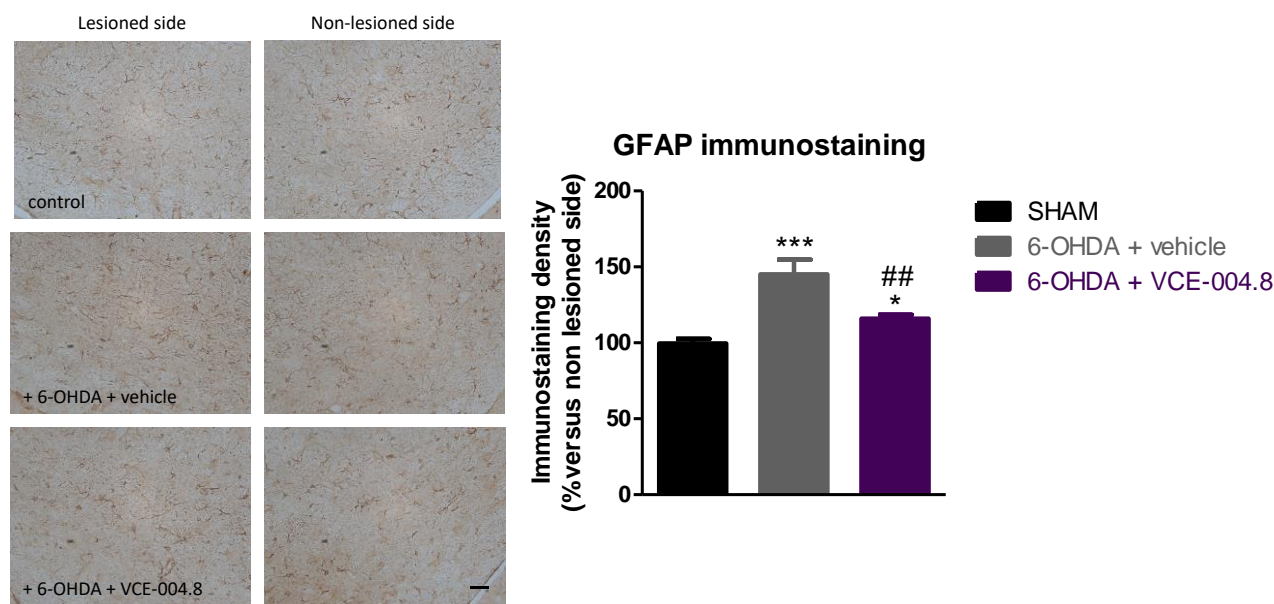 Lesioned side
Non-lesioned side
control
+ 6-OHDA + vehicle
+ 6-OHDA + VCE-004.8
GFAP immunostaining
Immunostaining density
(% versus non lesioned side)
200
150
100
50
0
***
##
*
SHAM
6-OHDA + vehicle
6-OHDA + VCE-004.8